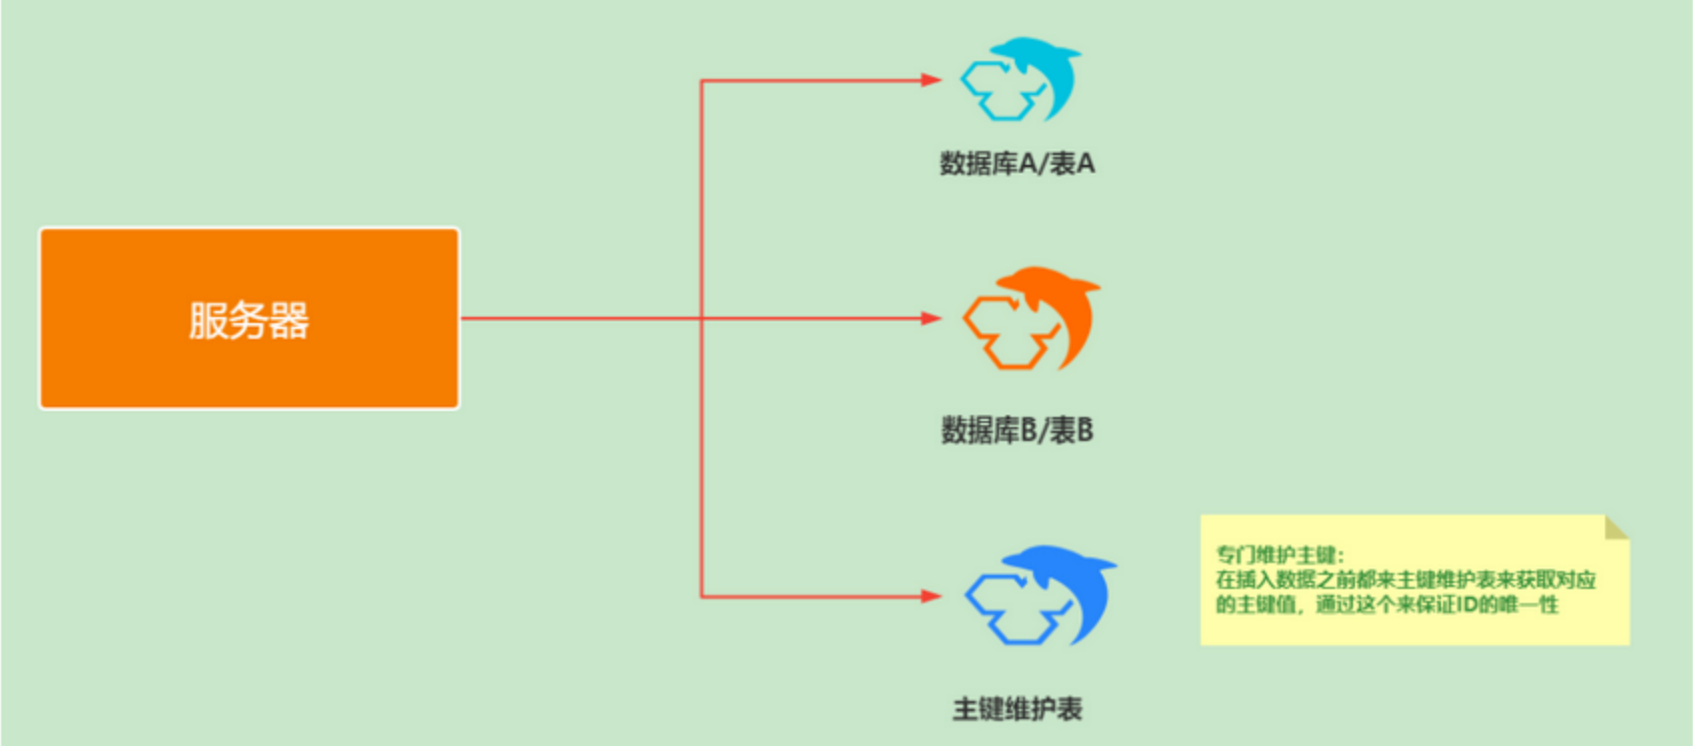 数据库A/表A
服务器
数据库B/表B
专门维护主键：
在插入数据之前都来主键维护表来获取对应
的主键值，通过这个来保证ID的唯一性
主键维护表